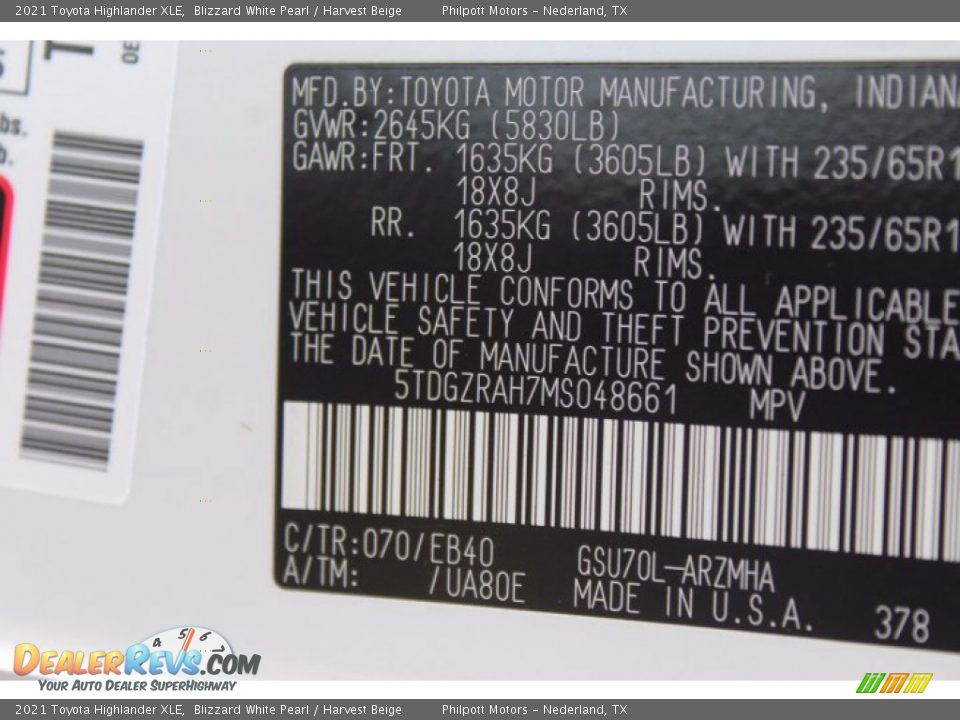 2021 Toyota Highlander XLE, Blizzard White Pearl / Harvest Beige Philpott Motors - Nederland, TX
MFD.BY:TOYOTA MOTOR MANUFACTURING, INDIANA
GVWR:2645KG (5830LB)
GAWR:FRT. 1635KG (3605LB) WITH 235/65R1
18X8J RIMS.
RR. 1635KG (3605LB) WITH 235/65R1
18X8J RIMS.
THIS VEHICLE CONFORMS TO ALL APPLICABLE
VEHICLE SAFETY AND THEFT PREVENTION STA
THE DATE OF MANUFACTURE SHOWN ABOVE.
5TDGZRAH7MS048661 MPV
C/TR:070/EB40 GSU70L-ARZMHA
A/TM: /UA80E MADE IN U.S.A. 378
bs.
b.
4 5 6
DEALERREVS.COM
YOUR AUTO DEALER SUPERHIGHWAY
2021 Toyota Highlander XLE, Blizzard White Pearl / Harvest Beige Philpott Motors - Nederland, TX